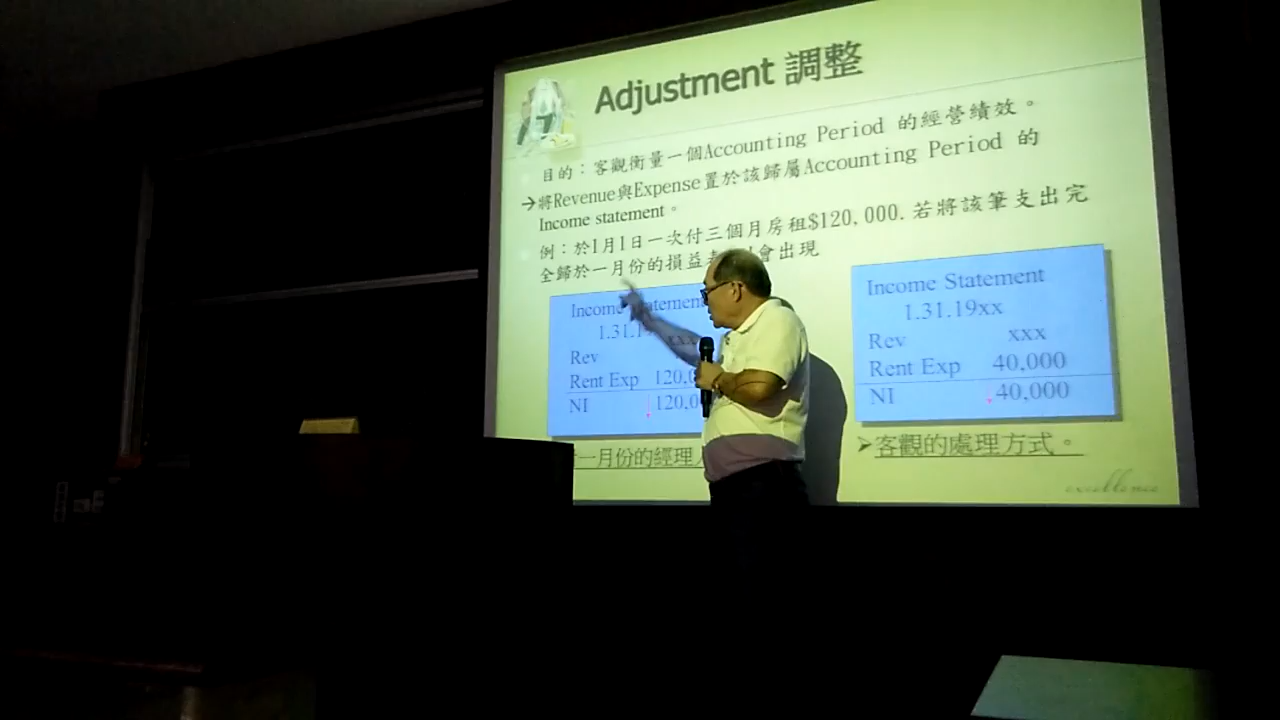 Adjustment 調整
目的：客觀衡量一個Accounting Period 的經營績效。
→將Revenue與Expense置於該歸屬Accounting Period 的
Income statement。
例：於1月1日一次付三個月房租$120,000.若將該筆支出完
全歸於一月份的損益 會出現
Income
1.31. xxx
Rev
Rent Exp 120,0
NI ↓120,0
一月份的經理
Income Statement
1.31.19xx
Rev xxx
Rent Exp 40,000
NI ↓40,000
➢客觀的處理方式。
excellence